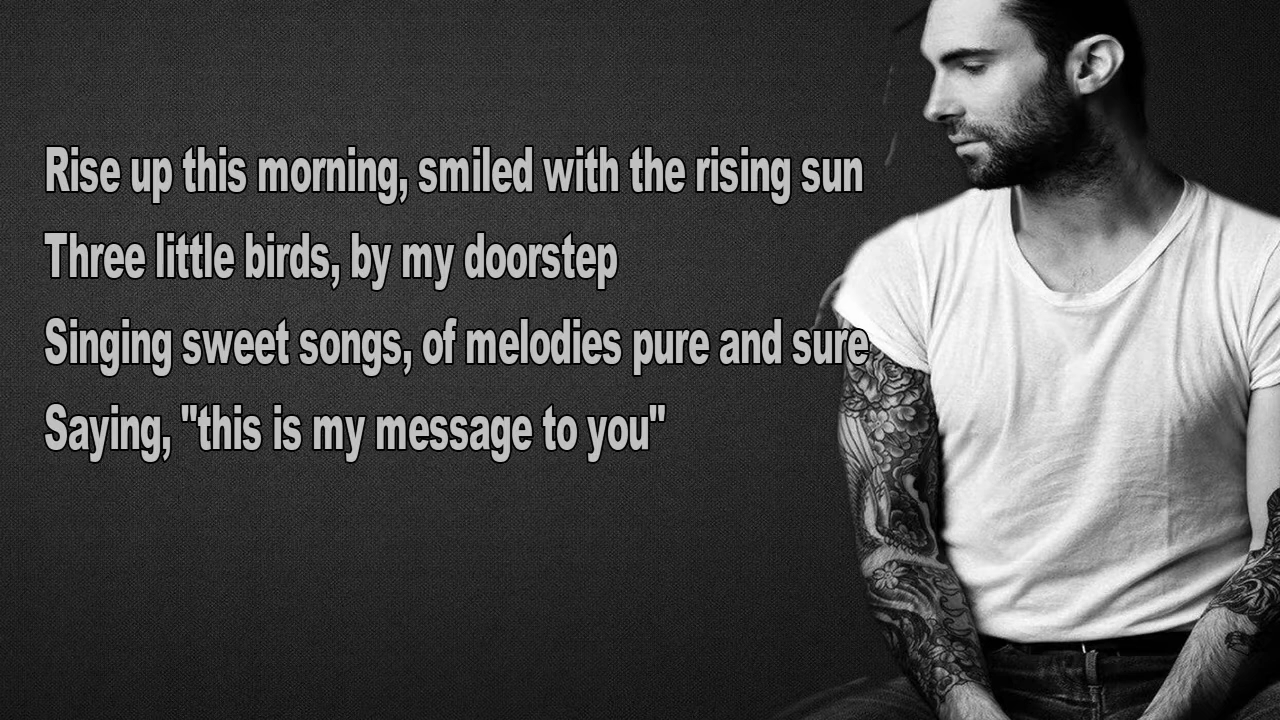 Rise up this morning, smiled with the rising sun
Three little birds, by my doorstep
Singing sweet songs, of melodies pure and sure
Saying, "this is my message to you"